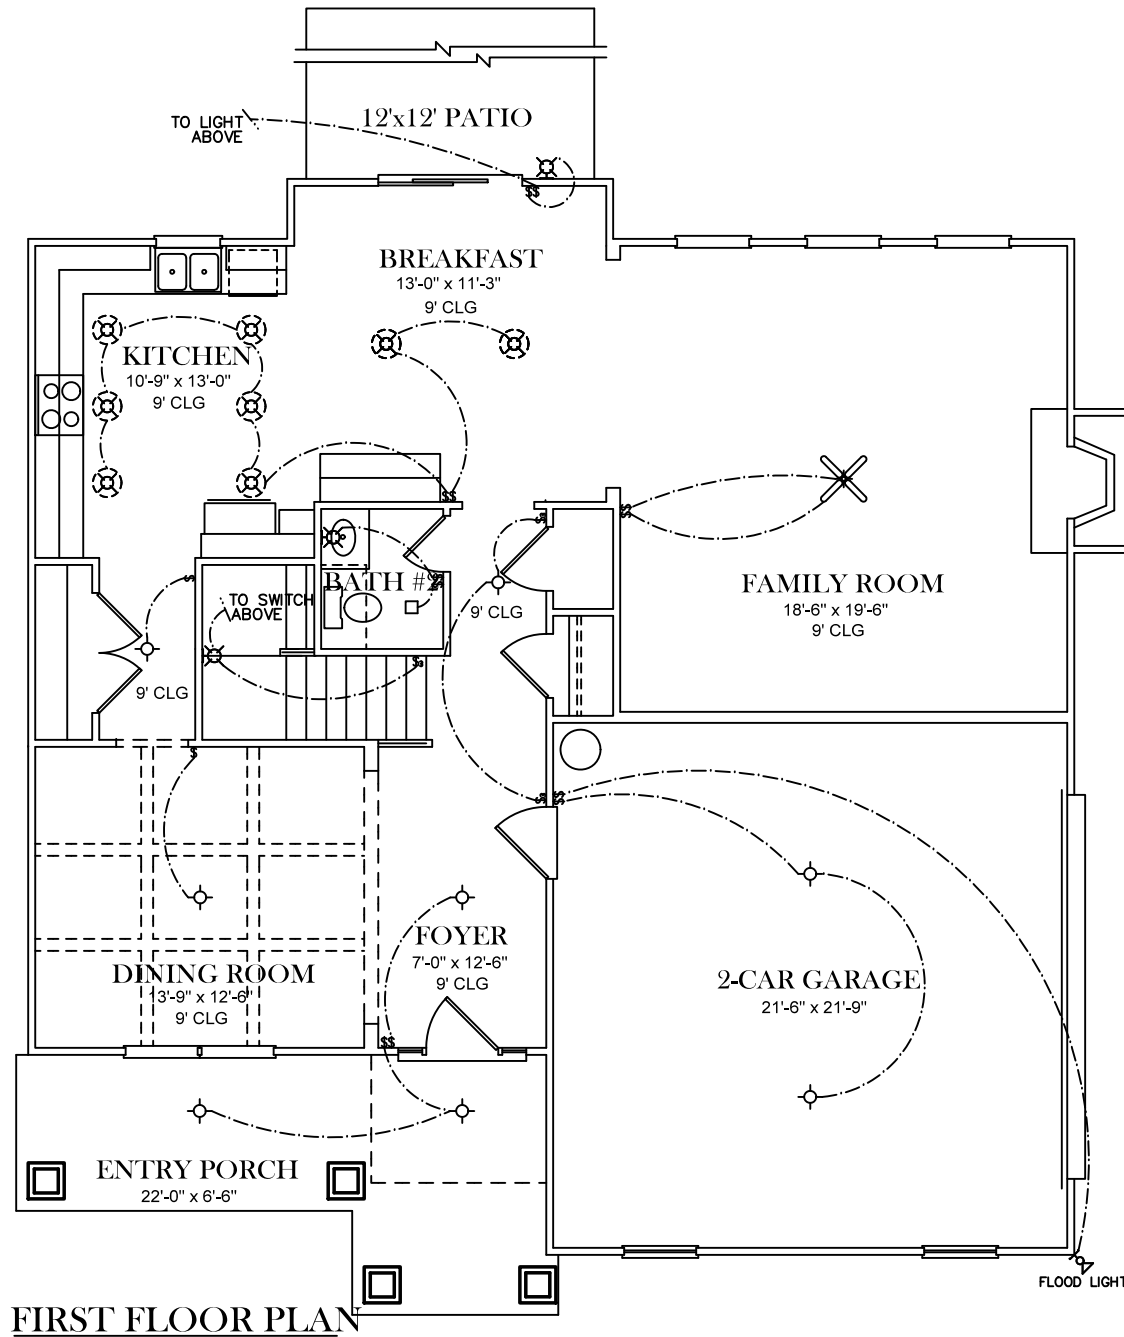 12'x12' PATIO
TO LIGHT
ABOVE
$$
BREAKFAST
13'-0" x 11'-3"
9' CLG
KITCHEN
10'-9" x 13'-0"
9' CLG
$$
$$
FAMILY ROOM
18'-6" x 19'-6"
9' CLG
BATH #2
9' CLG
$
TO SWITCH
ABOVE
9' CLG
$
DINING ROOM
13'-9" x 12'-6"
9' CLG
FOYER
7'-0" x 12'-6"
9' CLG
$$
2-CAR GARAGE
21'-6" x 21'-9"
ENTRY PORCH
22'-0" x 6'-6"
FLOOD LIGHT
FIRST FLOOR PLAN